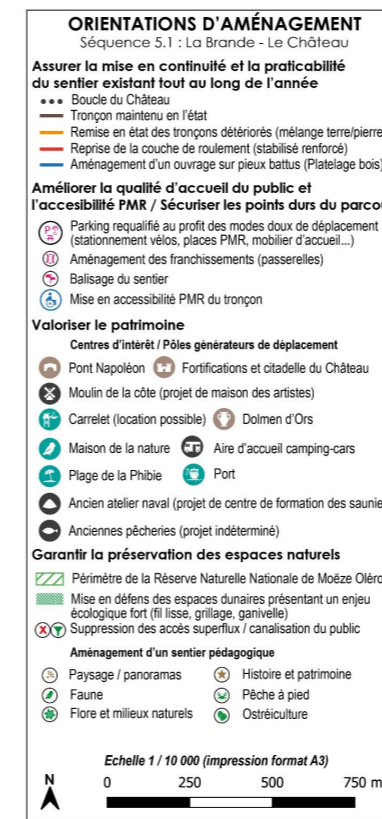 ORIENTATIONS D’AMÉNAGEMENT
Séquence 5.1 : La Brande - Le Château
Assurer la mise en continuité et la praticabilité
du sentier existant tout au long de l’année
Boucle du Château
Tronçon maintenu en l’état
Remise en état des tronçons détériorés (mélange terre/pierre
Reprise de la couche de roulement (stabilisé renforcé)
Aménagement d’un ouvrage sur pieux battus (Platelage bois)
Améliorer la qualité d’accueil du public et
l’accesibilité PMR / Sécuriser les points durs du parcou
Parking requalifié au profit des modes doux de déplacement
(stationnement vélos, places PMR, mobilier d’accueil...)
Aménagement des franchissements (passerelles)
Balisage du sentier
Mise en accessibilité PMR du tronçon
Valoriser le patrimoine
Centres d’intérêt / Pôles générateurs de déplacement
Pont Napoléon Fortifications et citadelle du Château
Moulin de la côte (projet de maison des artistes)
Carrelet (location possible) Dolmen d’Ors
Maison de la nature Aire d’accueil camping-cars
Plage de la Phibie Port
Ancien atelier naval (projet de centre de formation des saunie
Anciennes pêcheries (projet indéterminé)
Garantir la préservation des espaces naturels
Périmètre de la Réserve Naturelle Nationale de Moëze Oléro
Mise en défens des espaces dunaires présentant un enjeu
écologique fort (fil lisse, grillage, ganivelle)
X Suppression des accès superflux / canalisation du public
Aménagement d’un sentier pédagogique
Paysage / panoramas Histoire et patrimoine
Faune Pêche à pied
Flore et milieux naturels Ostréiculture
Echelle 1 / 10 000 (impression format A3)
N 0 250 500 750 m